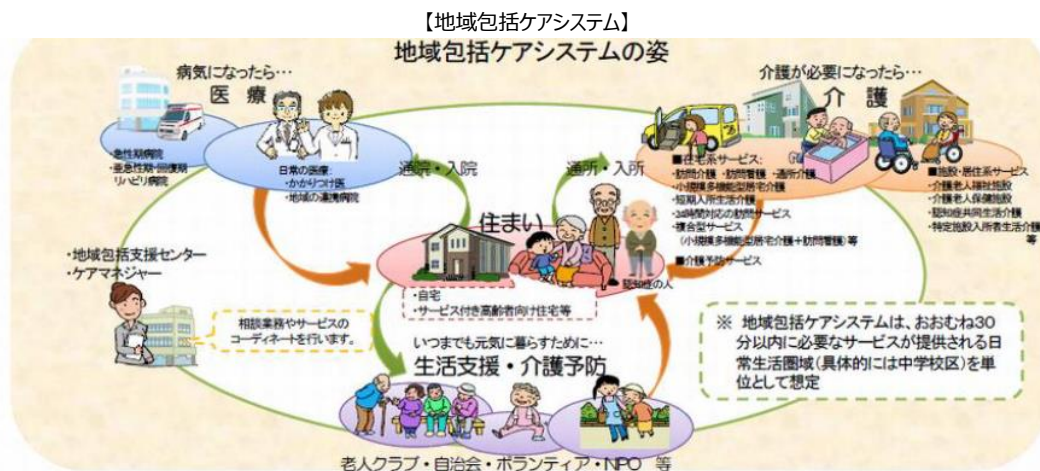 【地域包括ケアシステム】
地域包括ケアシステムの姿
病気になったら…
医 療
・急性期病院
・亜急性期・回復期
リハビリ病院
日常の医療：
・かかりつけ医
・地域の連携病院
通院・入院
通所・入所
介護が必要になったら…
介 護
■在宅系サービス：
・訪問介護 ・訪問看護 ・通所介護
・小規模多機能型居宅介護
・短期入所生活介護
・24時間対応の訪問サービス
・複合型サービス
（小規模多機能型居宅介護＋訪問看護）等
■介護予防サービス
■施設・居住系サービス
・介護老人福祉施設
・介護老人保健施設
・認知症共同生活介護
・特定施設入所者生活介護
等
住まい
認知症の人
・自宅
・サービス付き高齢者向け住宅等
・地域包括支援センター
・ケアマネジャー
相談業務やサービスの
コーディネートを行います。
いつまでも元気に暮らすために…
生活支援・介護予防
老人クラブ・自治会・ボランティア・NPO 等
※ 地域包括ケアシステムは、おおむね30
分以内に必要なサービスが提供される日
常生活圏域（具体的には中学校区）を単
位として想定